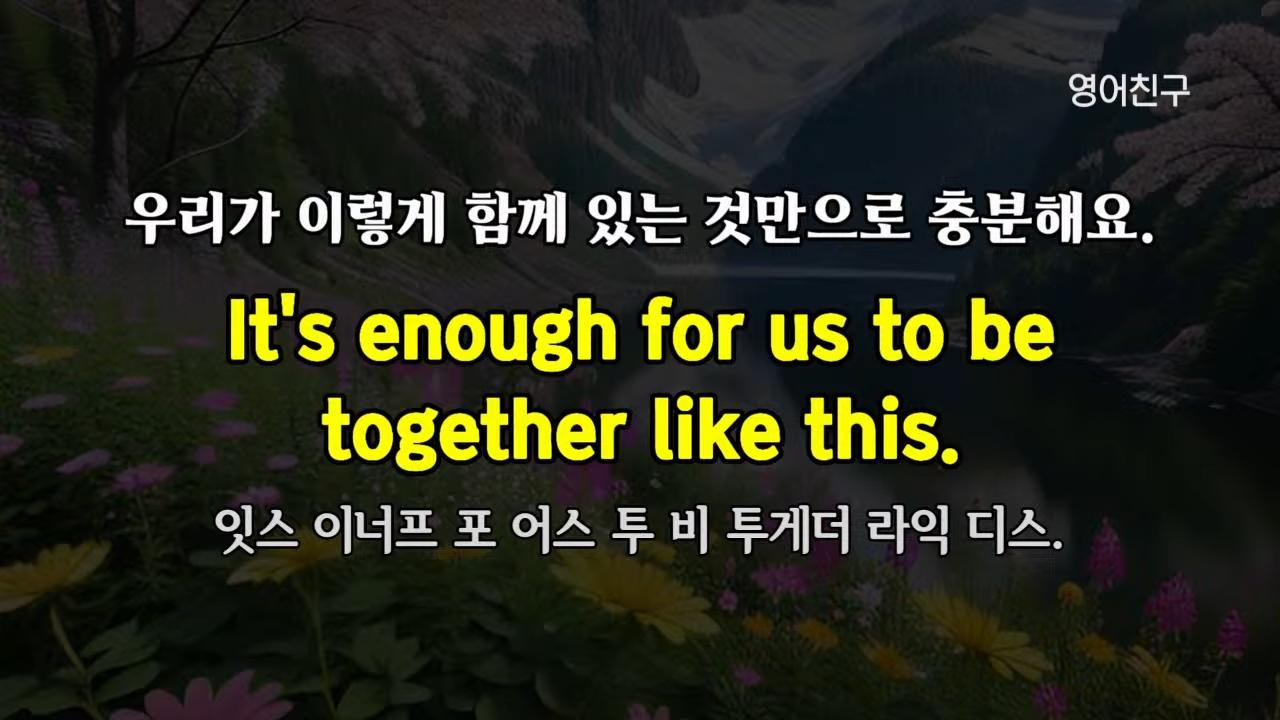 영어친구
우리가 이렇게 함께 있는 것만으로 충분해요.
It's enough for us to be
together like this.
잇스 이너프 포 어스 투 비 투게더 라익 디스.